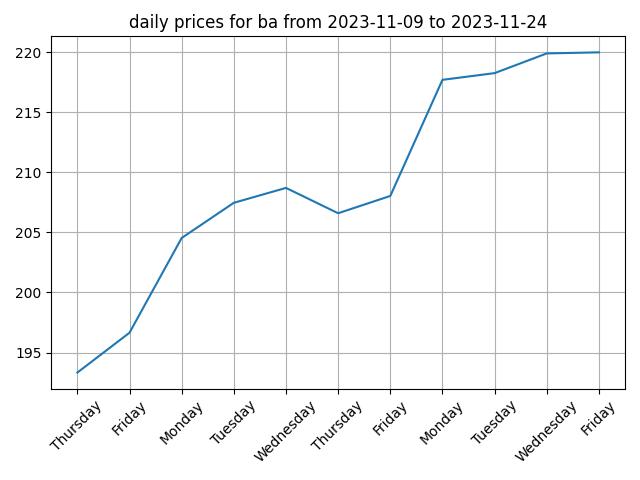 daily prices for ba from 2023-11-09 to 2023-11-24
220
215
210
205
200
195
Thursday
Friday
Monday
Tuesday
Wednesday
Thursday
Friday
Monday
Tuesday
Wednesday
Friday